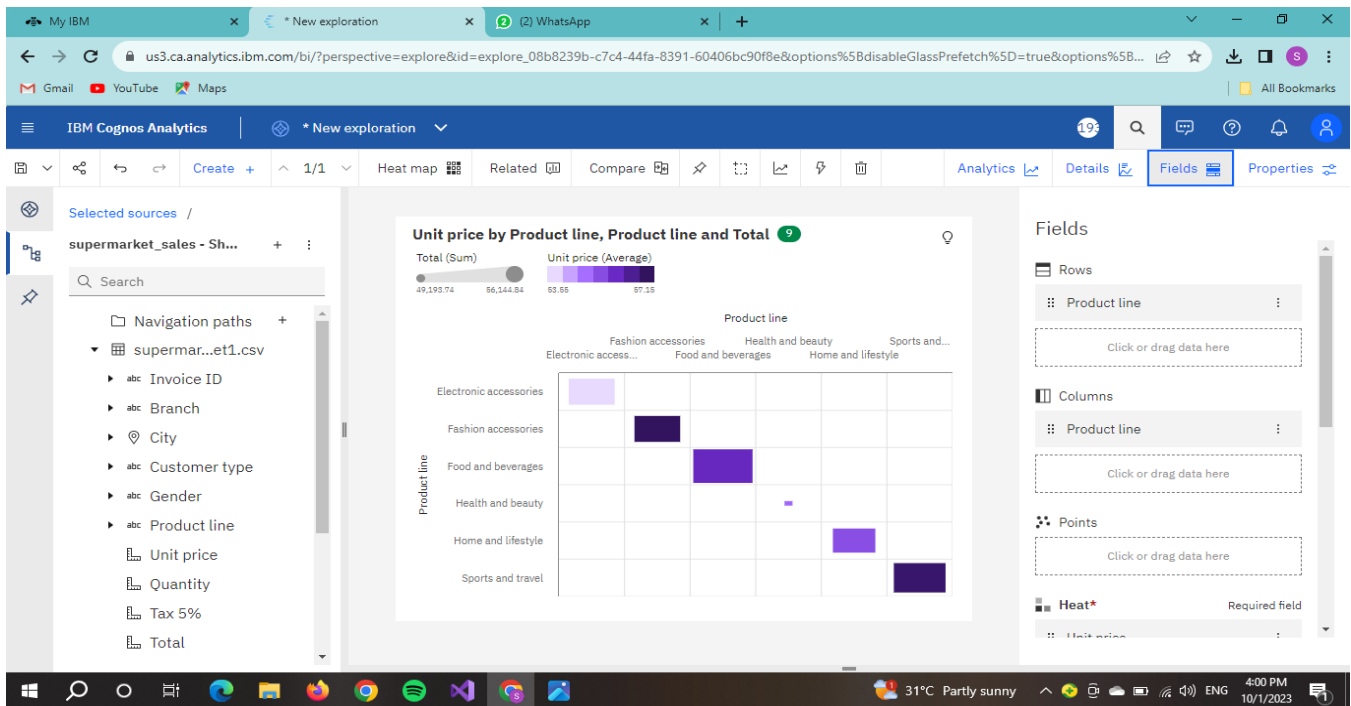 My IBM
* New exploration
(2) WhatsApp
us3.ca.analytics.ibm.com/bi/?perspective=explore&id=explore_08b8239b-c7c4-44fa-8391-60406bc90f8e&options%5BdisableGlassPrefetch%5D=true&options%5B...
S
Gmail YouTube Maps All Bookmarks
IBM Cognos Analytics * New exploration
Create + 1/1 Heat map Related Compare Analytics Details Fields Properties
Selected sources /
supermarket_sales - Sh...
Search
Navigation paths
supermar...et1.csv
abc Invoice ID
abc Branch
City
abc Customer type
abc Gender
abc Product line
Unit price
Quantity
Tax 5%
Total
Unit price by Product line, Product line and Total 9
Total (Sum) Unit price (Average)
49,193.74 56,144.84 53.55 57.15
Product line
Fashion accessories Health and beauty Sports and...
Electronic access... Food and beverages Home and lifestyle
Product line
Electronic accessories
Fashion accessories
Food and beverages
Health and beauty
Home and lifestyle
Sports and travel
Fields
Rows
Product line
Click or drag data here
Columns
Product line
Click or drag data here
Points
Click or drag data here
Heat* Required field
Unit price
31°C Partly sunny ENG
4:00 PM
10/1/2023